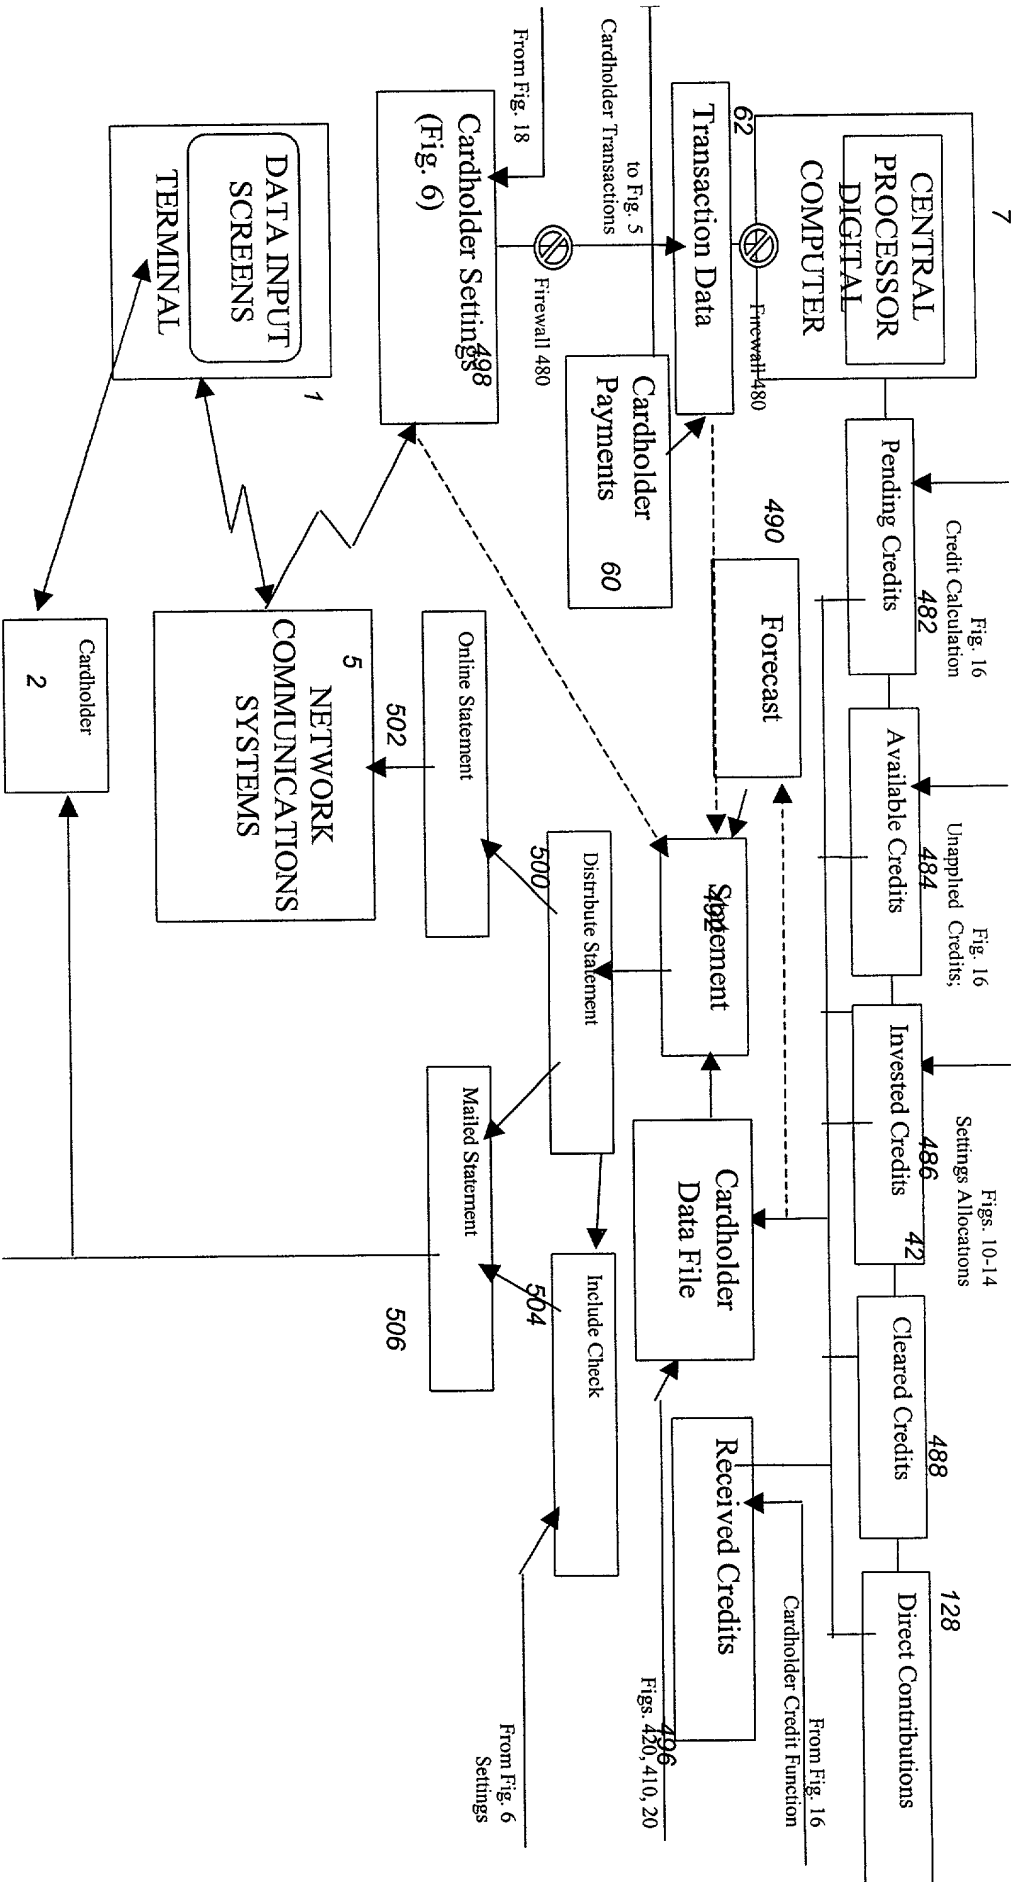 7
CENTRAL
PROCESSOR
DIGITAL
COMPUTER
Firewall 480
62
Transaction Data
Cardholder Transactions
to Fig. 5
Cardholder
Payments
60
From Fig. 18
Cardholder Settings
(Fig. 6)
498
Firewall 480
DATA INPUT
SCREENS
TERMINAL
1
Fig. 16
Credit Calculation
Pending Credits
482
Fig. 16
Unapplied Credits;
Available Credits
484
Figs. 10-14
Settings Allocations
Invested Credits
486
42
Cleared Credits
488
128
Direct Contributions
490
Forecast
Statement
492
Cardholder
Data File
From Fig. 16
Cardholder Credit Function
Received Credits
496
Figs. 420, 410, 20
Distribute Statement
500
Include Check
504
From Fig. 6
Settings
Online Statement
502
Mailed Statement
506
5
NETWORK
COMMUNICATIONS
SYSTEMS
Cardholder
2